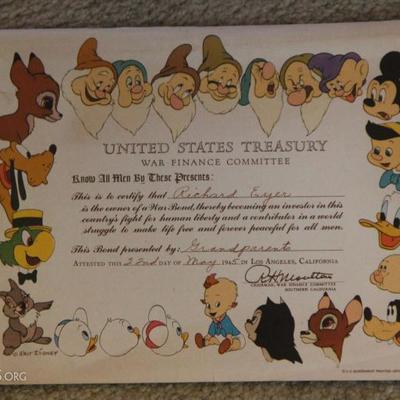 UNITED STATES TREASURY
WAR FINANCE COMMITTEE
Know All Men By These Presents:
This is to certify that Richard Eyer
is the owner of a War Bond, thereby becoming an investor in this
country's fight for human liberty and a contributor in a world
struggle to make life free and forever peaceful for all men.
This Bond presented by: Grandparents
ATTESTED THIS 22nd DAY OF May 1945 IN LOS ANGELES, CALIFORNIA
CHAIRMAN, WAR FINANCE COMMITTEE
SOUTHERN CALIFORNIA
© WALT DISNEY
.ORG